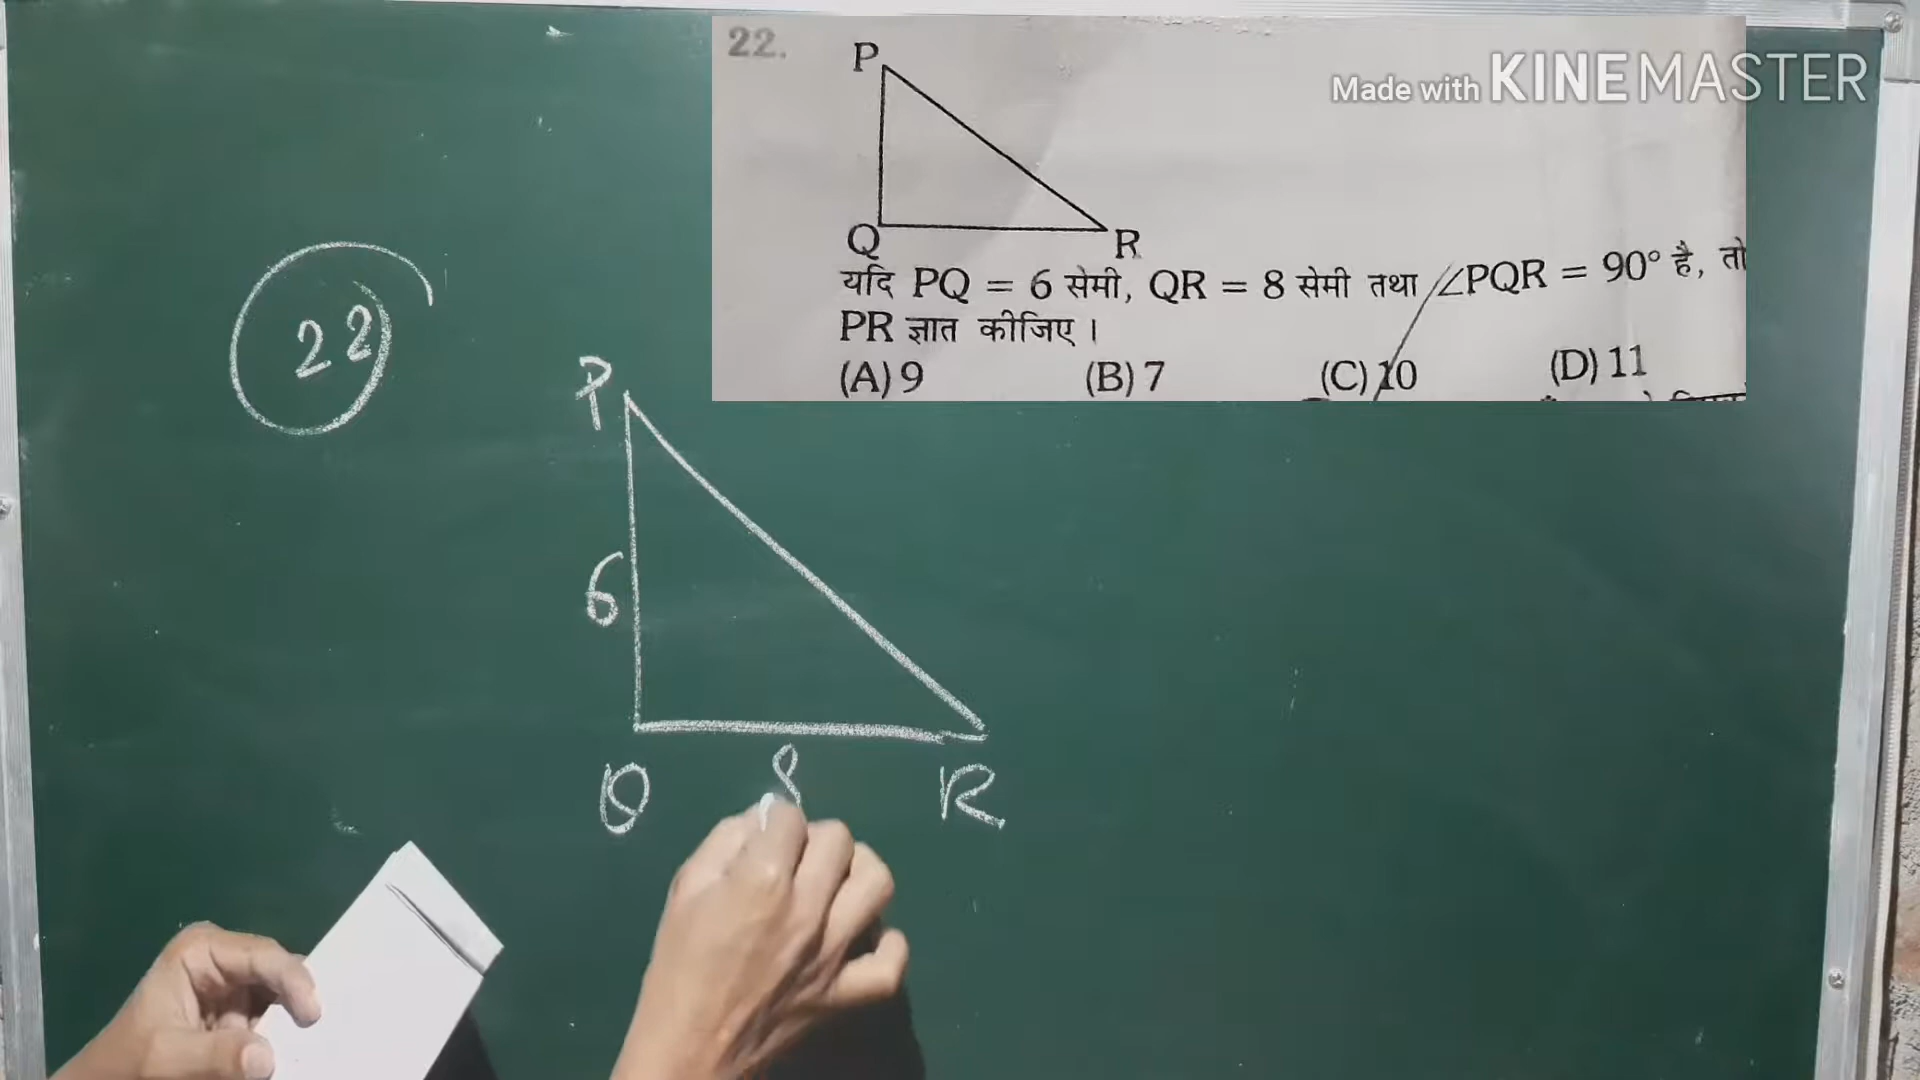 22.
Made with KINEMASTER
P
Q
R
यदि PQ = 6 सेमी, QR = 8 सेमी तथा ∠PQR = 90° है, तो
PR ज्ञात कीजिए।
(A) 9 (B) 7 (C) 10 (D) 11
22
P
6
Q
8
R